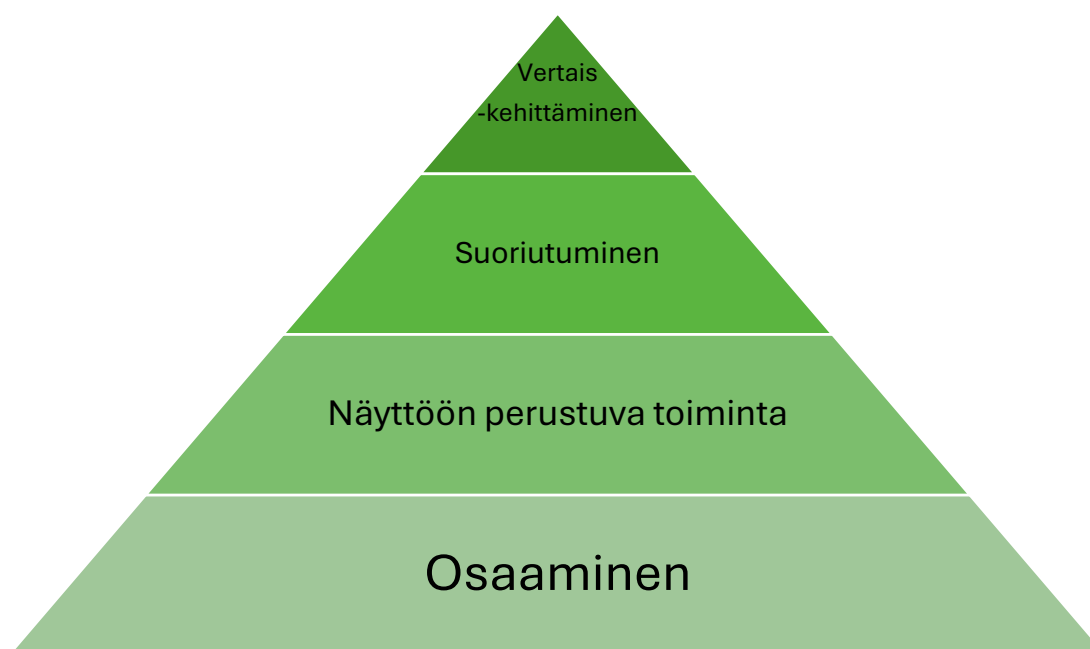 Vertais
-kehittäminen
Suoriutuminen
Näyttöön perustuva toiminta
Osaaminen